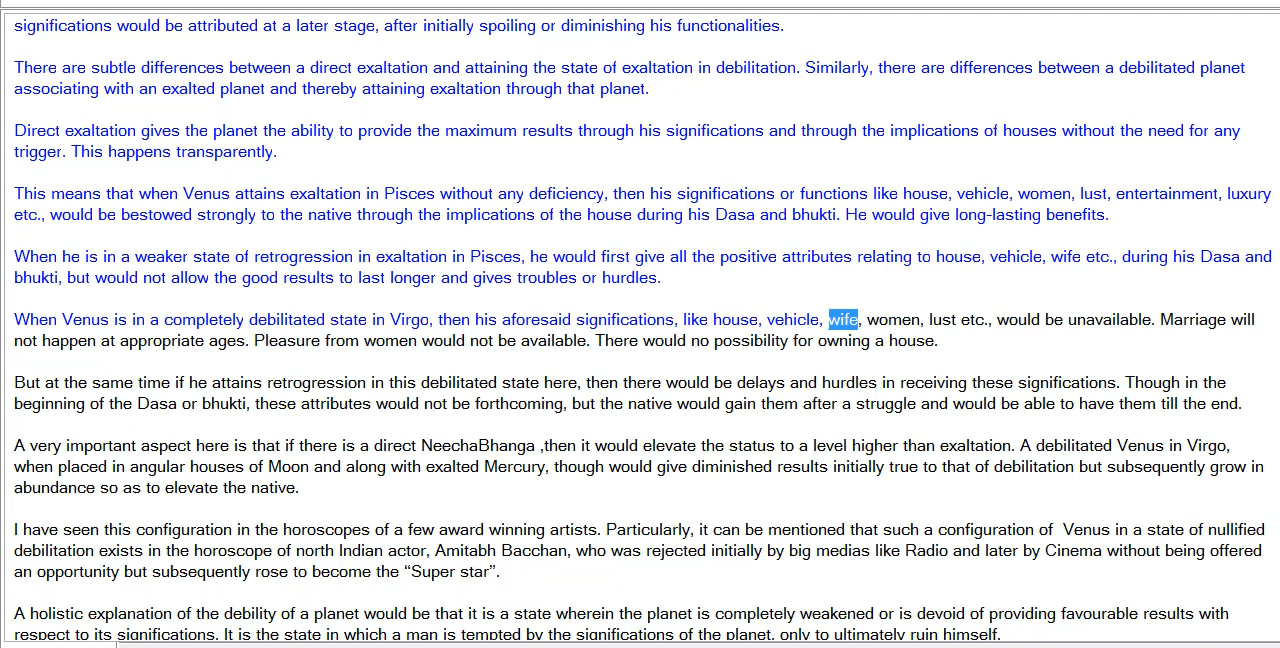 significations would be attributed at a later stage, after initially spoiling or diminishing his functionalities.
There are subtle differences between a direct exaltation and attaining the state of exaltation in debilitation. Similarly, there are differences between a debilitated planet
associating with an exalted planet and thereby attaining exaltation through that planet.
Direct exaltation gives the planet the ability to provide the maximum results through his significations and through the implications of houses without the need for any
trigger. This happens transparently.
This means that when Venus attains exaltation in Pisces without any deficiency, then his significations or functions like house, vehicle, women, lust, entertainment, luxury
etc., would be bestowed strongly to the native through the implications of the house during his Dasa and bhukti. He would give long-lasting benefits.
When he is in a weaker state of retrogression in exaltation in Pisces, he would first give all the positive attributes relating to house, vehicle, wife etc., during his Dasa and
bhukti, but would not allow the good results to last longer and gives troubles or hurdles.
When Venus is in a completely debilitated state in Virgo, then his aforesaid significations, like house, vehicle, wife, women, lust etc., would be unavailable. Marriage will
not happen at appropriate ages. Pleasure from women would not be available. There would no possibility for owning a house.
But at the same time if he attains retrogression in this debilitated state here, then there would be delays and hurdles in receiving these significations. Though in the
beginning of the Dasa or bhukti, these attributes would not be forthcoming, but the native would gain them after a struggle and would be able to have them till the end.
A very important aspect here is that if there is a direct NeechaBhanga ,then it would elevate the status to a level higher than exaltation. A debilitated Venus in Virgo,
when placed in angular houses of Moon and along with exalted Mercury, though would give diminished results initially true to that of debilitation but subsequently grow in
abundance so as to elevate the native.
I have seen this configuration in the horoscopes of a few award winning artists. Particularly, it can be mentioned that such a configuration of  Venus in a state of nullified
debilitation exists in the horoscope of north Indian actor, Amitabh Bacchan, who was rejected initially by big medias like Radio and later by Cinema without being offered
an opportunity but subsequently rose to become the “Super star”.
A holistic explanation of the debility of a planet would be that it is a state wherein the planet is completely weakened or is devoid of providing favourable results with
respect to its significations. It is the state in which a man is tempted by the significations of the planet, only to ultimately ruin himself.